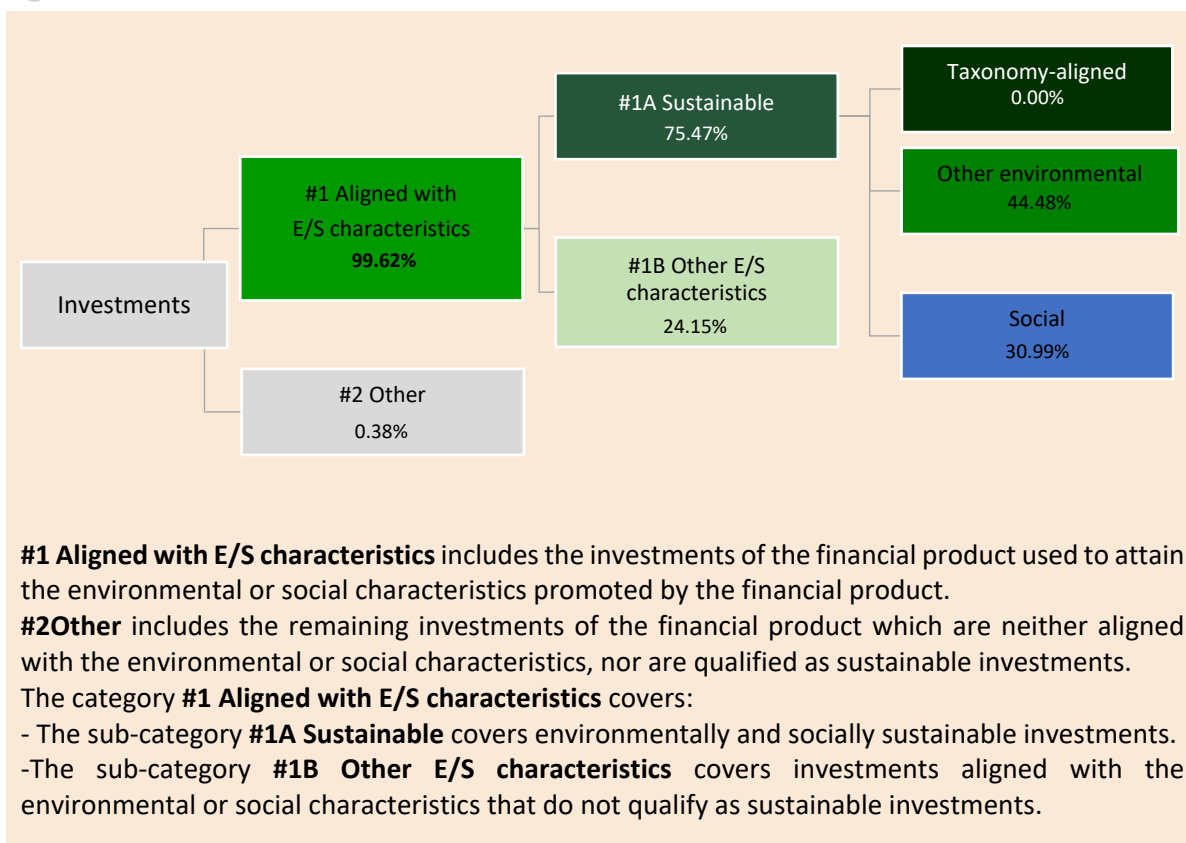 Investments
#1 Aligned with
E/S characteristics
99.62%
#2 Other
0.38%
#1A Sustainable
75.47%
#1B Other E/S
characteristics
24.15%
Taxonomy-aligned
0.00%
Other environmental
44.48%
Social
30.99%
#1 Aligned with E/S characteristics includes the investments of the financial product used to attain
the environmental or social characteristics promoted by the financial product.
#2Other includes the remaining investments of the financial product which are neither aligned
with the environmental or social characteristics, nor are qualified as sustainable investments.
The category #1 Aligned with E/S characteristics covers:
- The sub-category #1A Sustainable covers environmentally and socially sustainable investments.
-The sub-category #1B Other E/S characteristics covers investments aligned with the
environmental or social characteristics that do not qualify as sustainable investments.